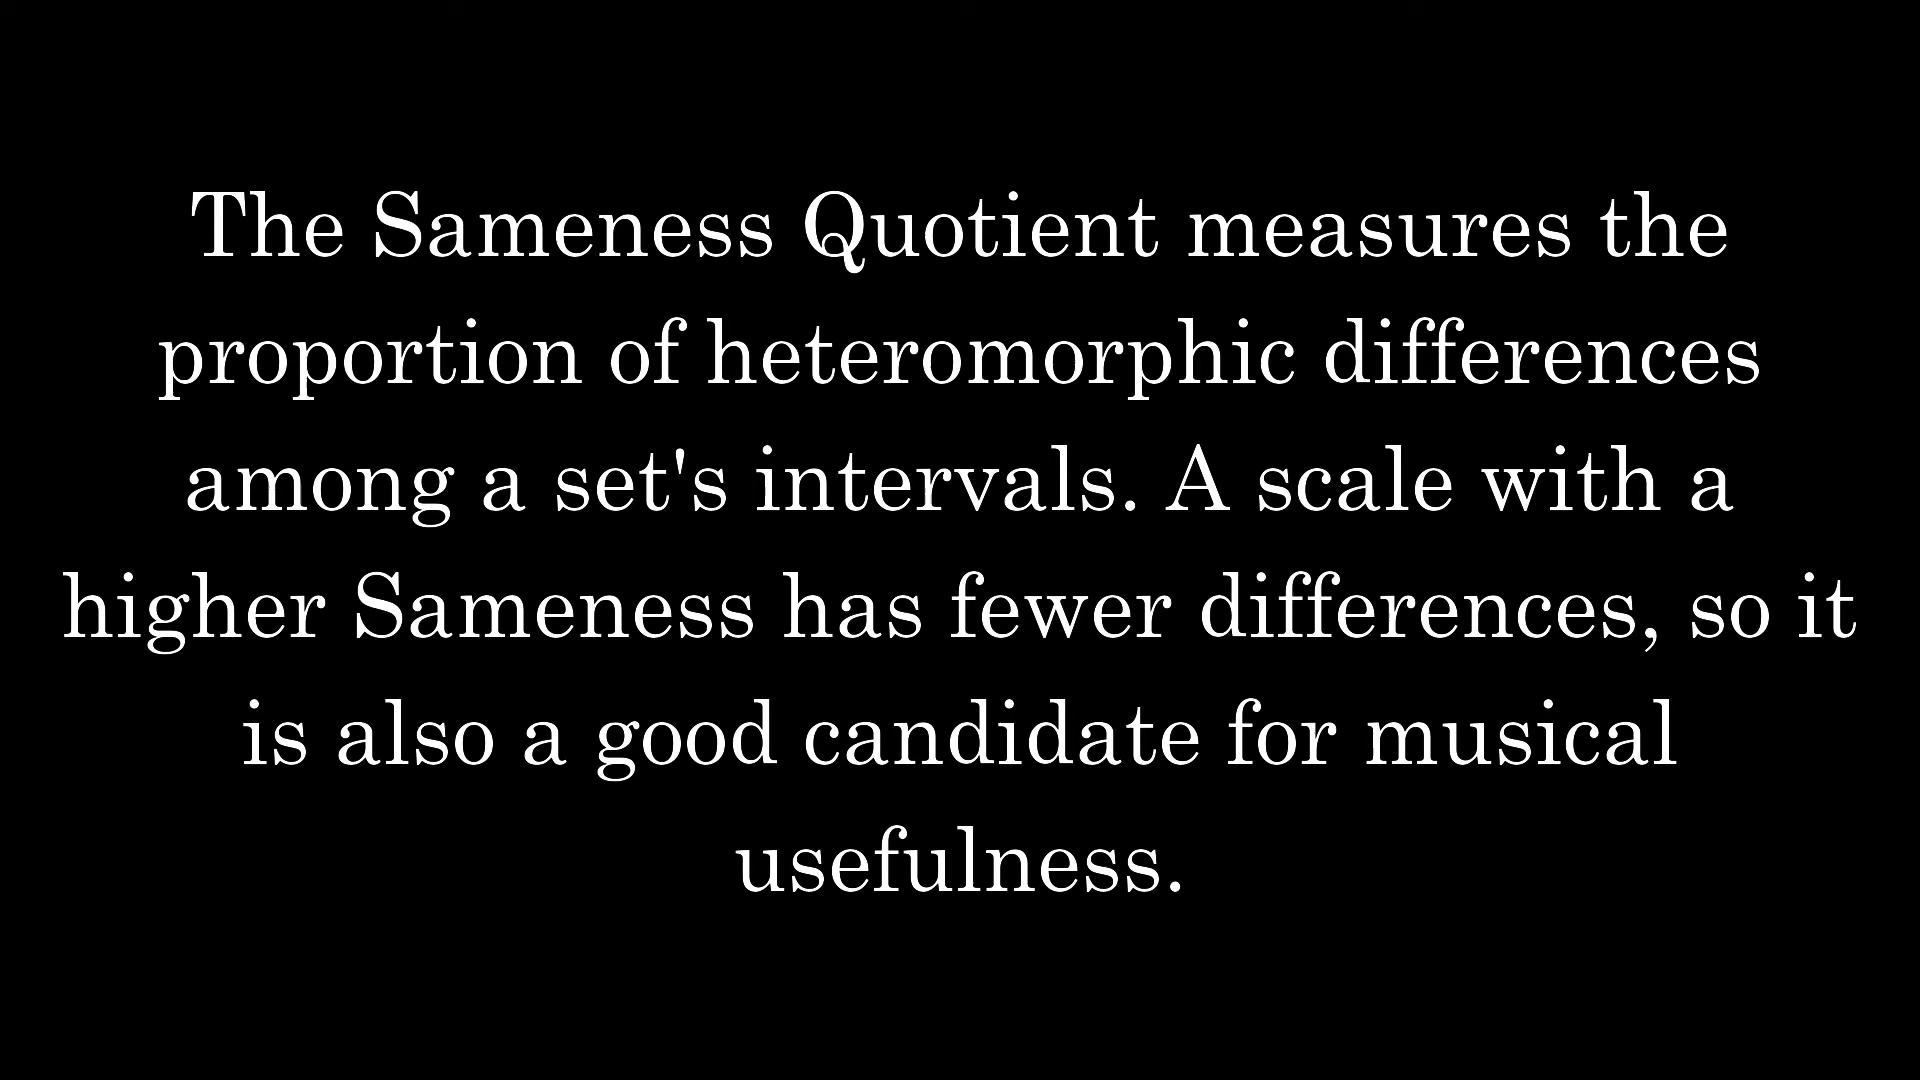 The Sameness Quotient measures the
proportion of heteromorphic differences
among a set's intervals. A scale with a
higher Sameness has fewer differences, so it
is also a good candidate for musical
usefulness.